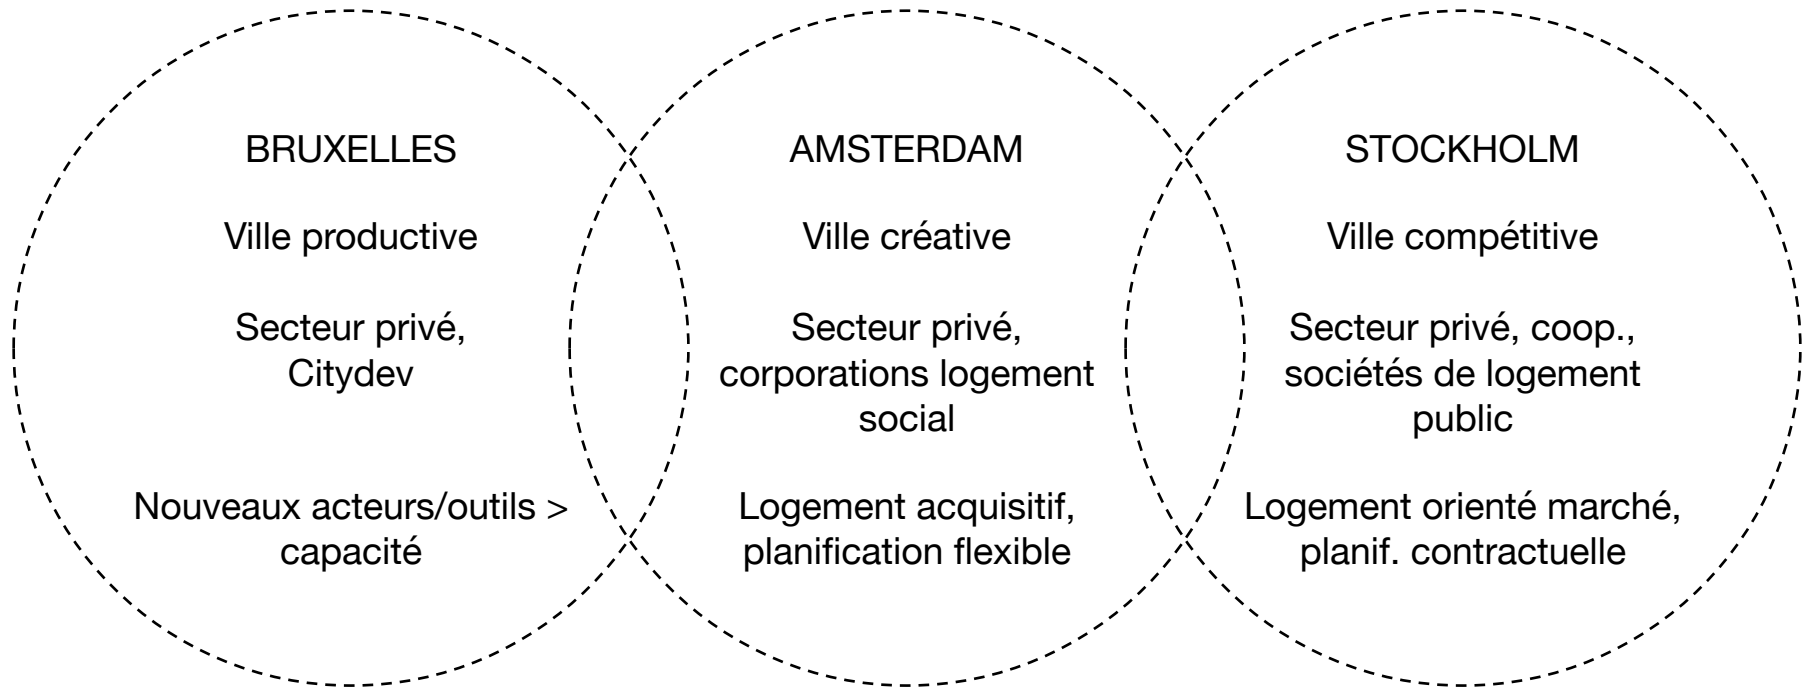 BRUXELLES
Ville productive
Secteur privé,
Citydev
Nouveaux acteurs/outils >
capacité
AMSTERDAM
Ville créative
Secteur privé,
corporations logement
social
Logement acquisitif,
planification flexible
STOCKHOLM
Ville compétitive
Secteur privé, coop.,
sociétés de logement
public
Logement orienté marché,
planif. contractuelle